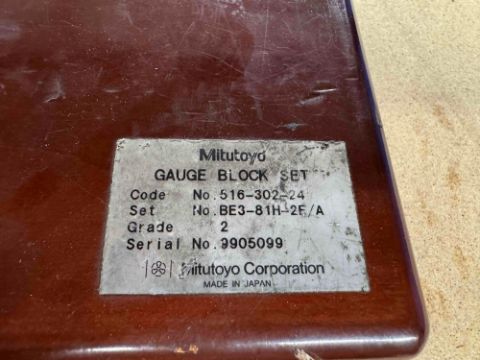 Mitutoyo
GAUGE BLOCK SET
Code No.516-302-24
Set No.BE3-81H-2E/A
Grade 2
Serial No.9905099
Mitutoyo Corporation
MADE IN JAPAN